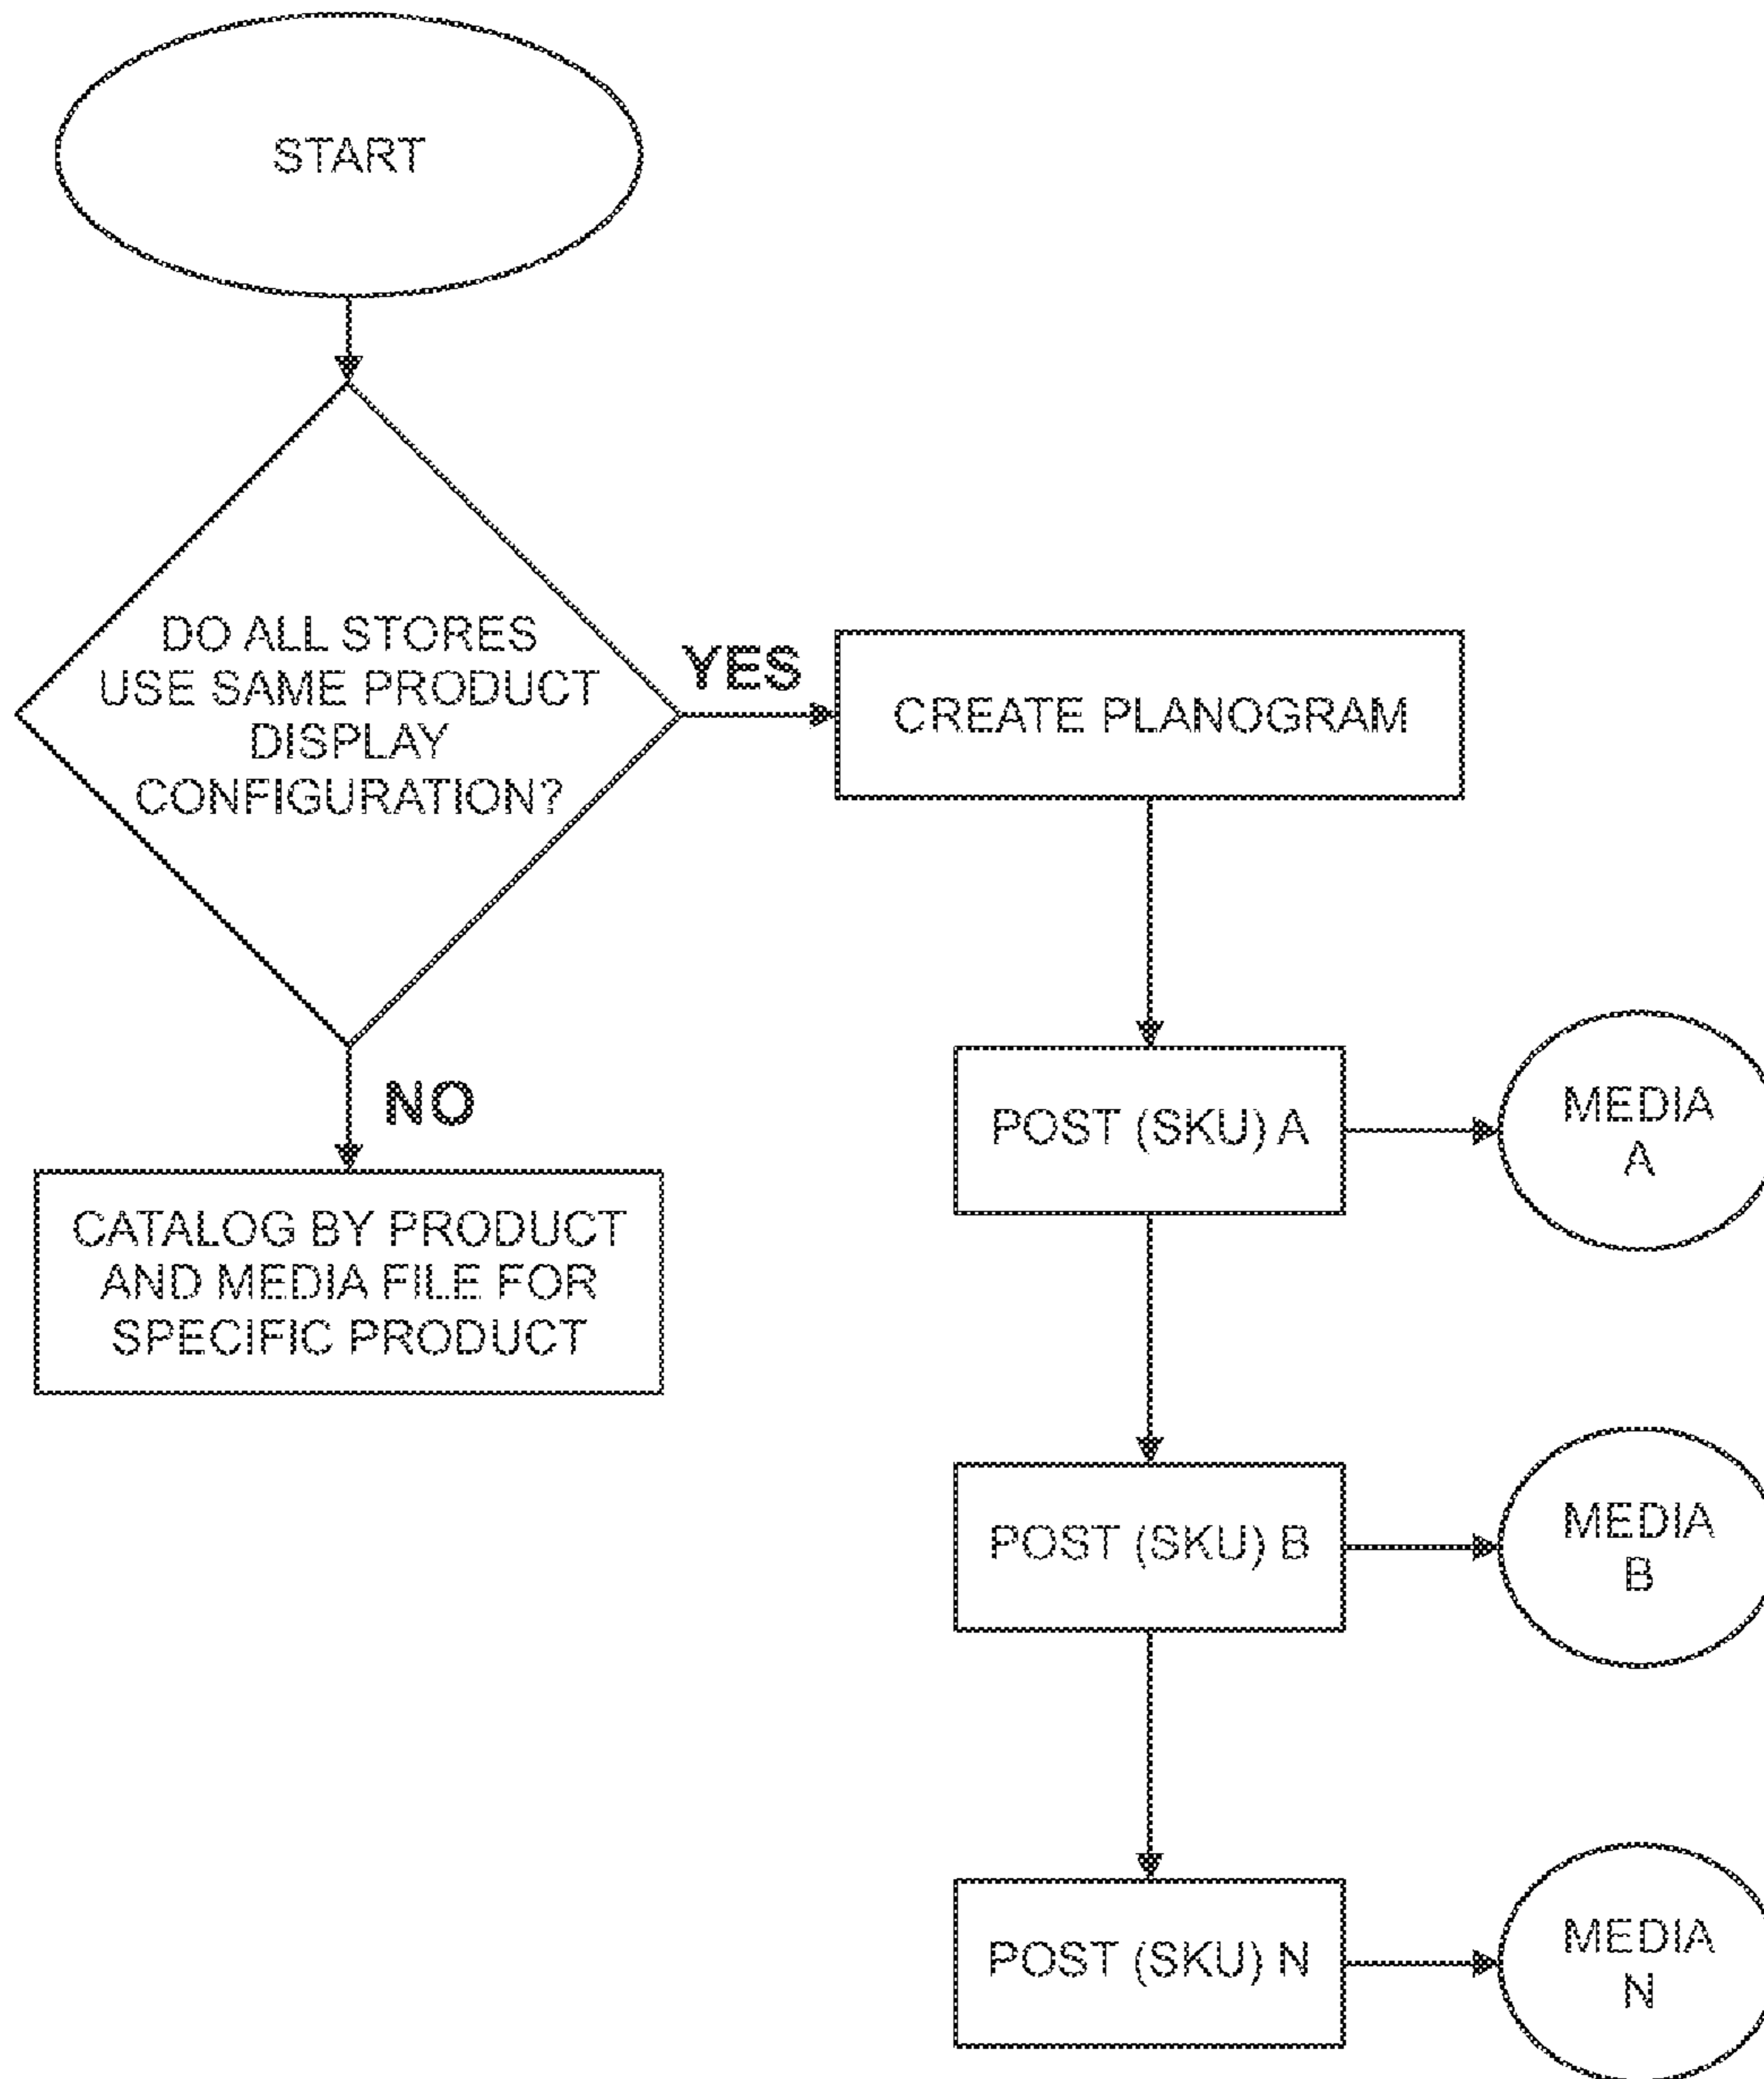 START
DO ALL STORES
USE SAME PRODUCT
DISPLAY
CONFIGURATION?
YES
CREATE PLANOGRAM
NO
CATALOG BY PRODUCT
AND MEDIA FILE FOR
SPECIFIC PRODUCT
POST (SKU) A
MEDIA
A
POST (SKU) B
MEDIA
B
POST (SKU) N
MEDIA
N